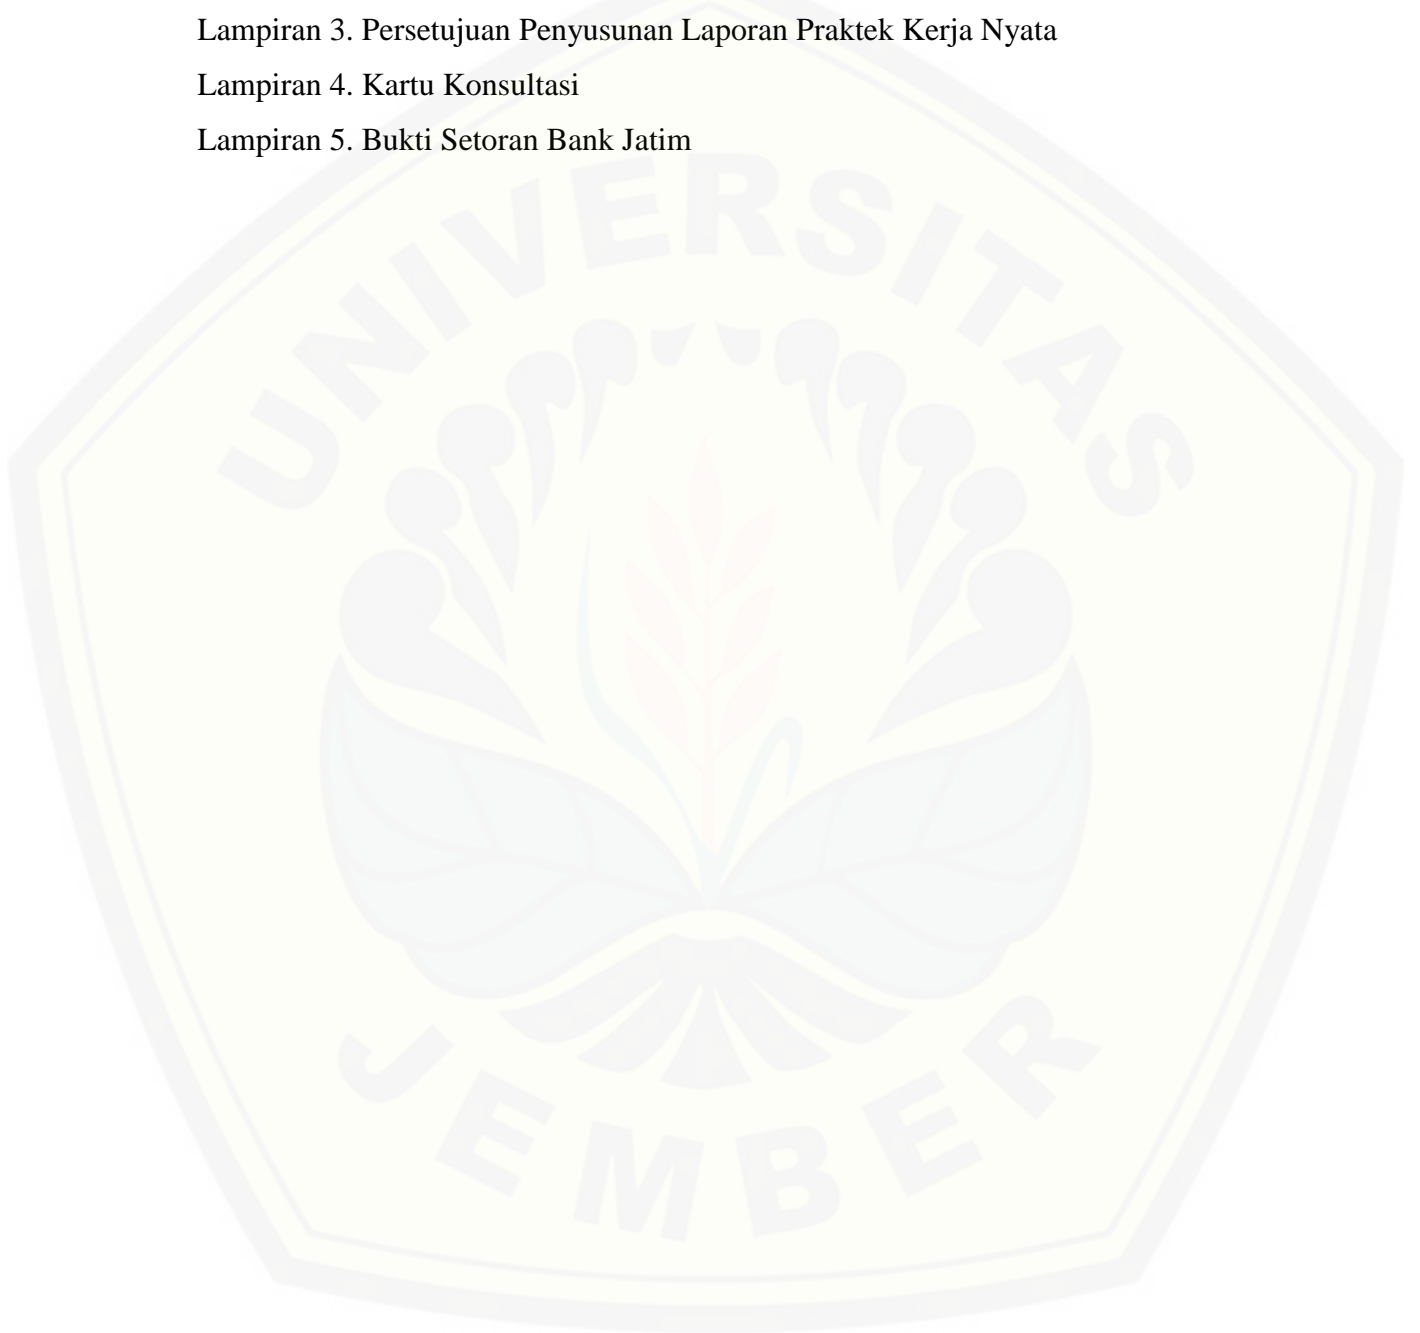 Lampiran 3. Persetujuan Penyusunan Laporan Praktek Kerja Nyata
Lampiran 4. Kartu Konsultasi
Lampiran 5. Bukti Setoran Bank Jatim
UNIVERSITAS
JEMBER